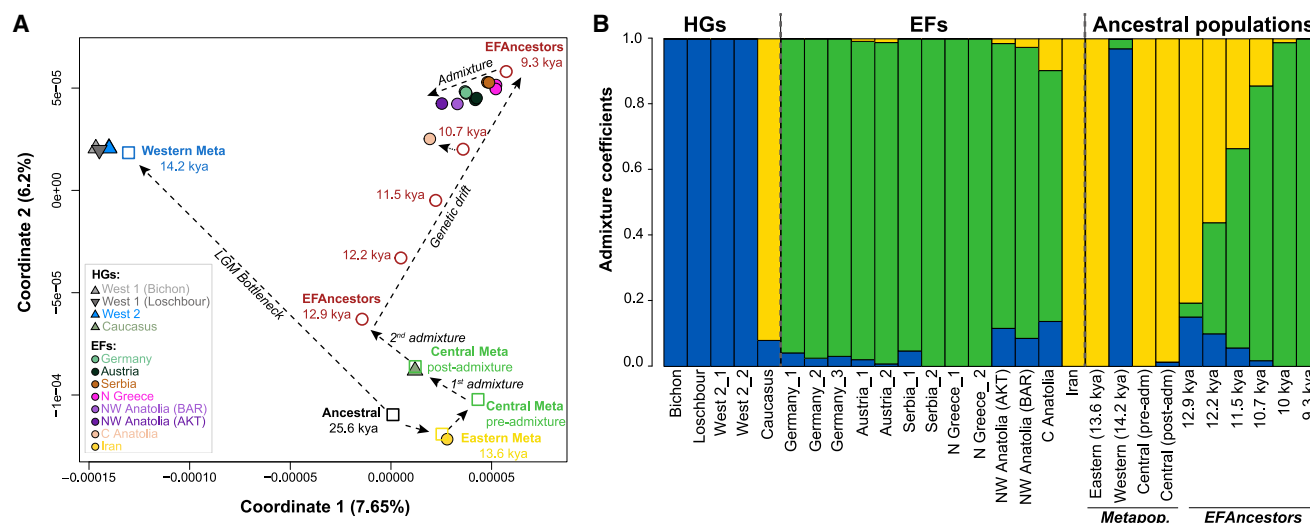 A
EFAncestors
9.3 kya
Admixture
10.7 kya
Western Meta
14.2 kya
11.5 kya
Genetic drift
12.2 kya
LGM Bottleneck
EFAncestors
12.9 kya
2nd admixture
Central Meta
post-admixture
1st admixture
Central Meta
pre-admixture
Ancestral
25.6 kya
Eastern Meta
13.6 kya
HGs:
West 1 (Bichon)
West 1 (Loschbour)
West 2
Caucasus
EFs:
Germany
Austria
Serbia
N Greece
NW Anatolia (BAR)
NW Anatolia (AKT)
C Anatolia
Iran
Coordinate 2 (6.2%)
5e−05
0e+00
−5e−05
−1e−04
−0.00015
−0.00010
−0.00005
0.00000
0.00005
Coordinate 1 (7.65%)
B
HGs
EFs
Ancestral populations
Admixture coefficients
1.0
0.8
0.6
0.4
0.2
0.0
Bichon
Loschbour
West 2_1
West 2_2
Caucasus
Germany_1
Germany_2
Germany_3
Austria_1
Austria_2
Serbia_1
Serbia_2
N Greece_1
N Greece_2
NW Anatolia (AKT)
NW Anatolia (BAR)
C Anatolia
Iran
Eastern (13.6 kya)
Western (14.2 kya)
Central (pre-adm)
Central (post-adm)
12.9 kya
12.2 kya
11.5 kya
10.7 kya
10 kya
9.3 kya
Metapop.
EFAncestors